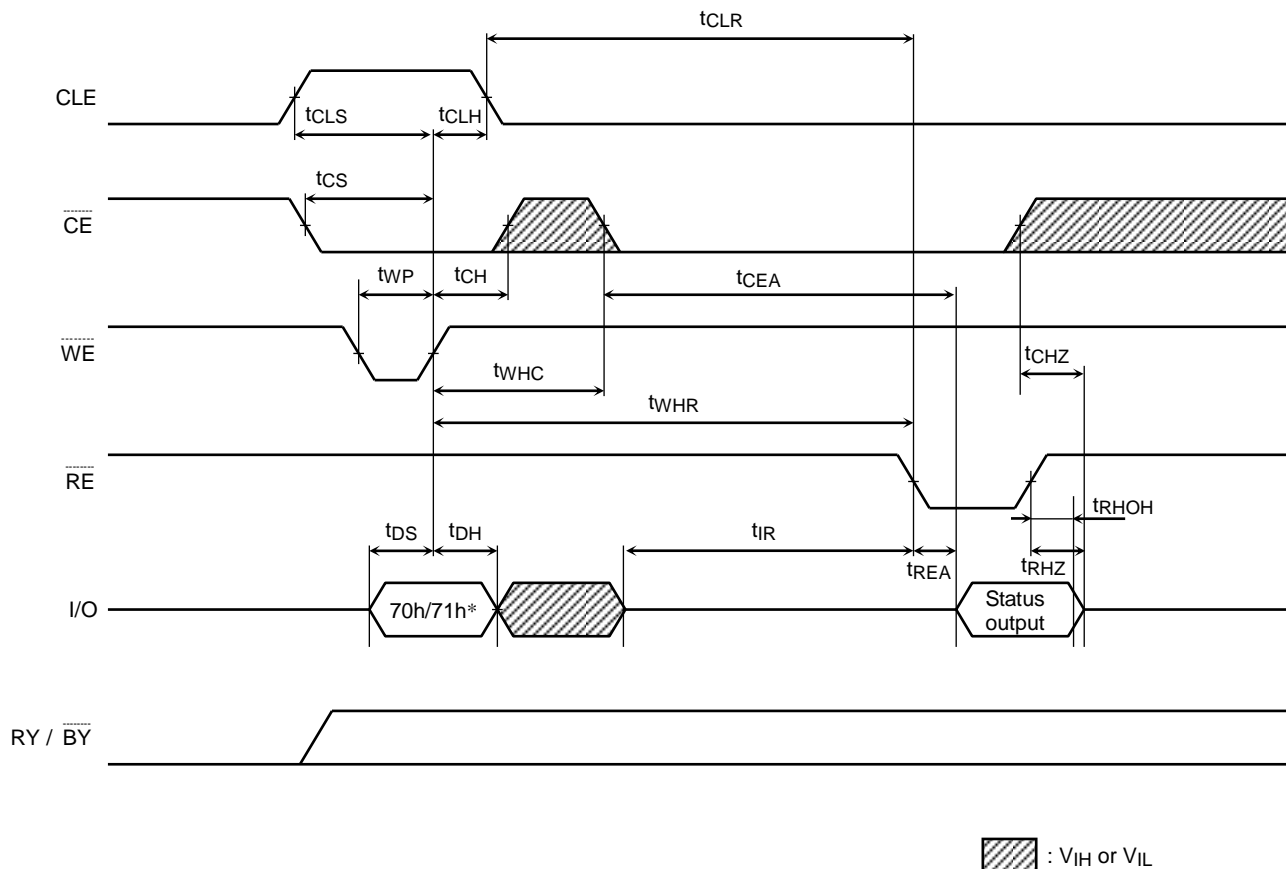 tCLR
CLE
tCLS
tCLH
tCS
CE
tWP
tCH
tCEA
WE
tCHZ
tWHC
tWHR
RE
tRHOH
tDS
tDH
tIR
tREA
tRHZ
I/O
70h/71h*
Status
output
RY / BY
: VIH or VIL